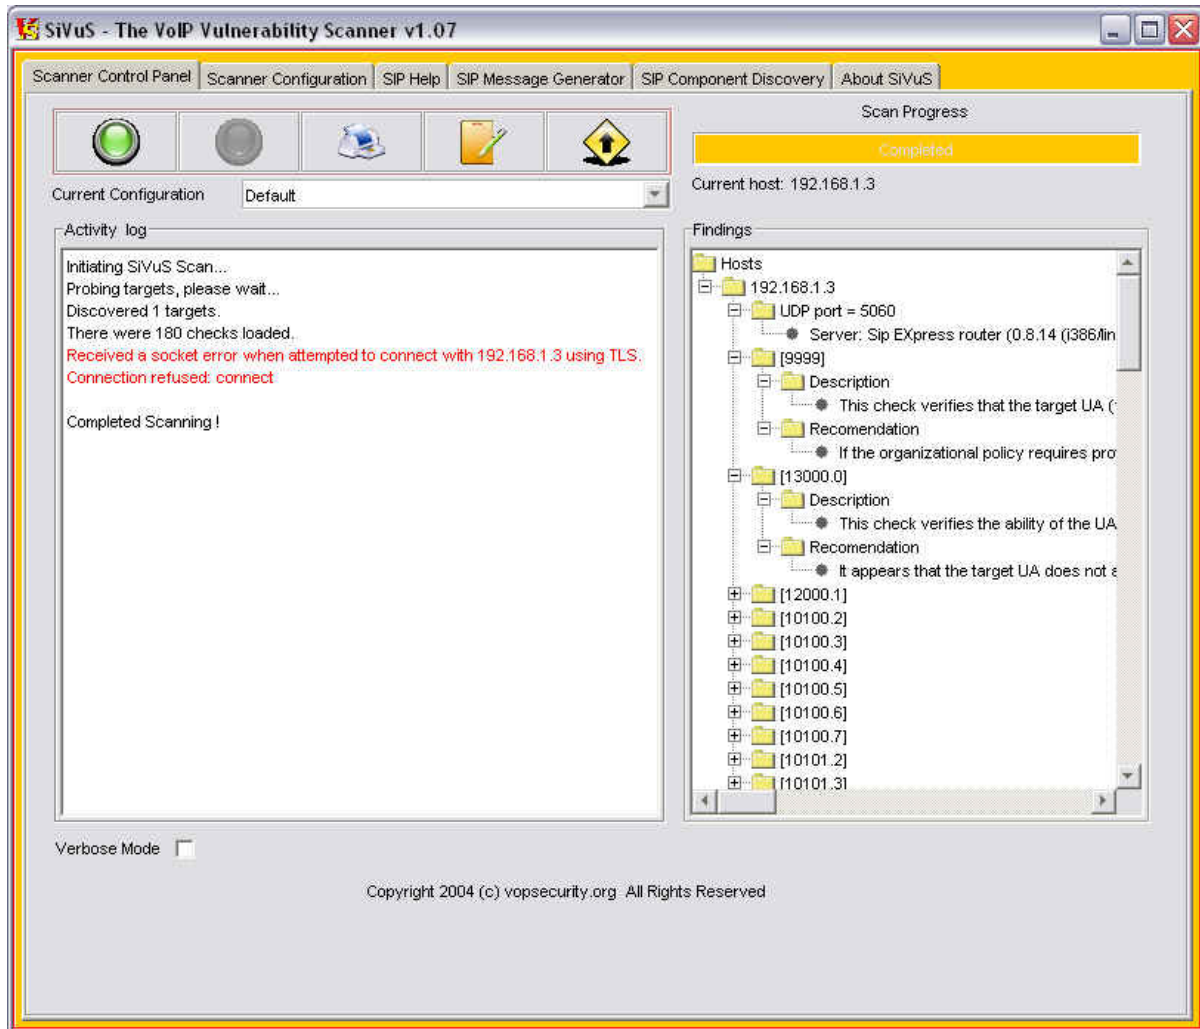 SiVuS - The VoIP Vulnerability Scanner v1.07
Scanner Control Panel
Scanner Configuration
SIP Help
SIP Message Generator
SIP Component Discovery
About SiVuS
Scan Progress
Completed
Current Configuration
Default
Current host: 192.168.1.3
Activity log
Initiating SiVuS Scan...
Probing targets, please wait...
Discovered 1 targets.
There were 180 checks loaded.
Received a socket error when attempted to connect with 192.168.1.3 using TLS.
Connection refused: connect
Completed Scanning !
Findings
Hosts
192.168.1.3
UDP port = 5060
Server: Sip EXpress router (0.8.14 (i386/lin
[9999]
Description
This check verifies that the target UA (
Recomendation
If the organizational policy requires pro
[13000.0]
Description
This check verifies the ability of the UA
Recomendation
It appears that the target UA does not a
[12000.1]
[10100.2]
[10100.3]
[10100.4]
[10100.5]
[10100.6]
[10100.7]
[10101.2]
[10101.3]
Verbose Mode
Copyright 2004 (c) vopsecurity.org All Rights Reserved